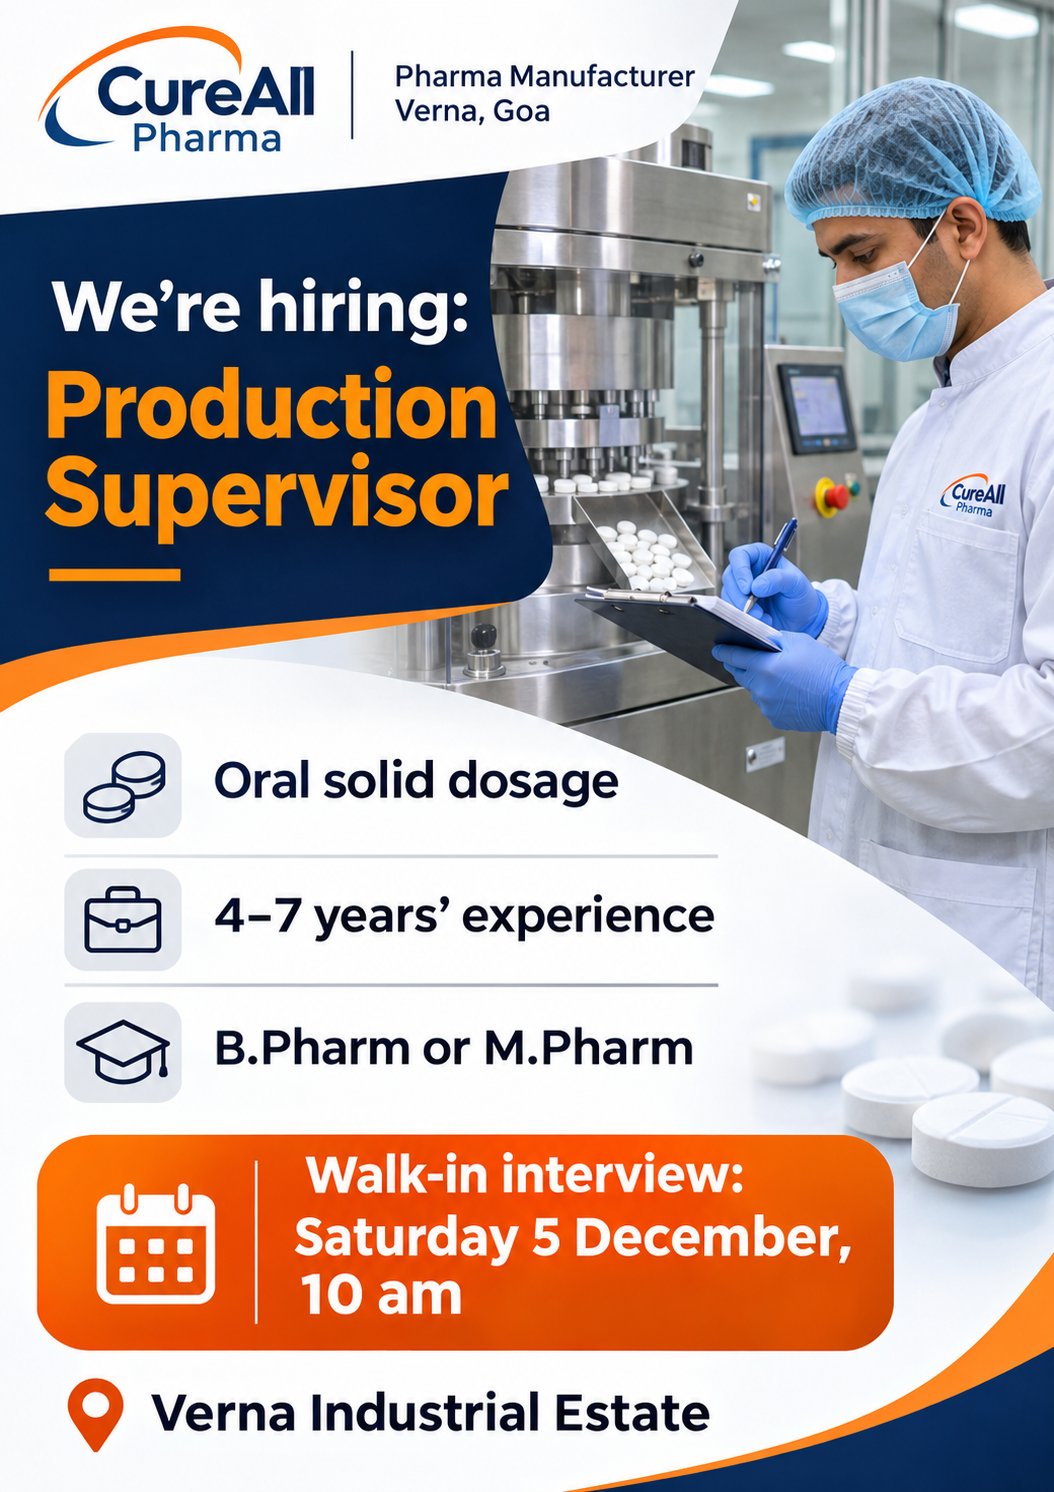 CureAll
Pharma
Pharma Manufacturer
Verna, Goa
We're hiring:
Production
Supervisor
CureAll
Pharma
Oral solid dosage
4–7 years' experience
B.Pharm or M.Pharm
Walk-in interview:
Saturday 5 December,
10 am
Verna Industrial Estate